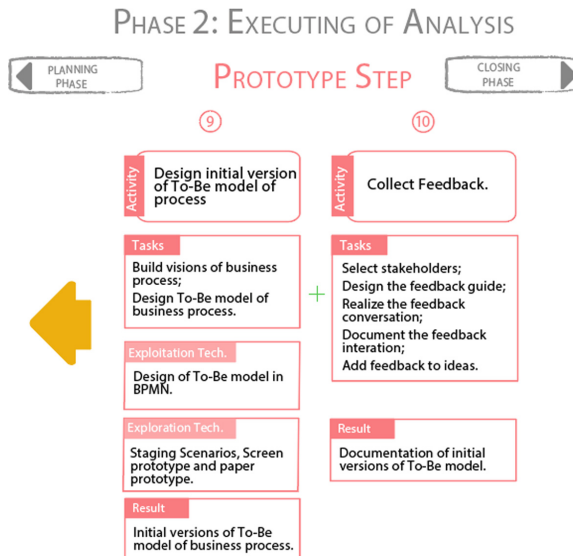 PHASE 2: EXECUTING OF ANALYSIS
PLANNING
PHASE
PROTOTYPE STEP
CLOSING
PHASE
9
10
Activity
Design initial version
of To-Be model of
process
Activity
Collect Feedback.
Tasks
Build visions of business
process;
Design To-Be model of
business process.
+
Tasks
Select stakeholders;
Design the feedback guide;
Realize the feedback
conversation;
Document the feedback
interation;
Add feedback to ideas.
Exploitation Tech.
Design of To-Be model in
BPMN.
Exploration Tech.
Staging Scenarios, Screen
prototype and paper
prototype.
Result
Documentation of initial
versions of To-Be model.
Result
Initial versions of To-Be
model of business process.